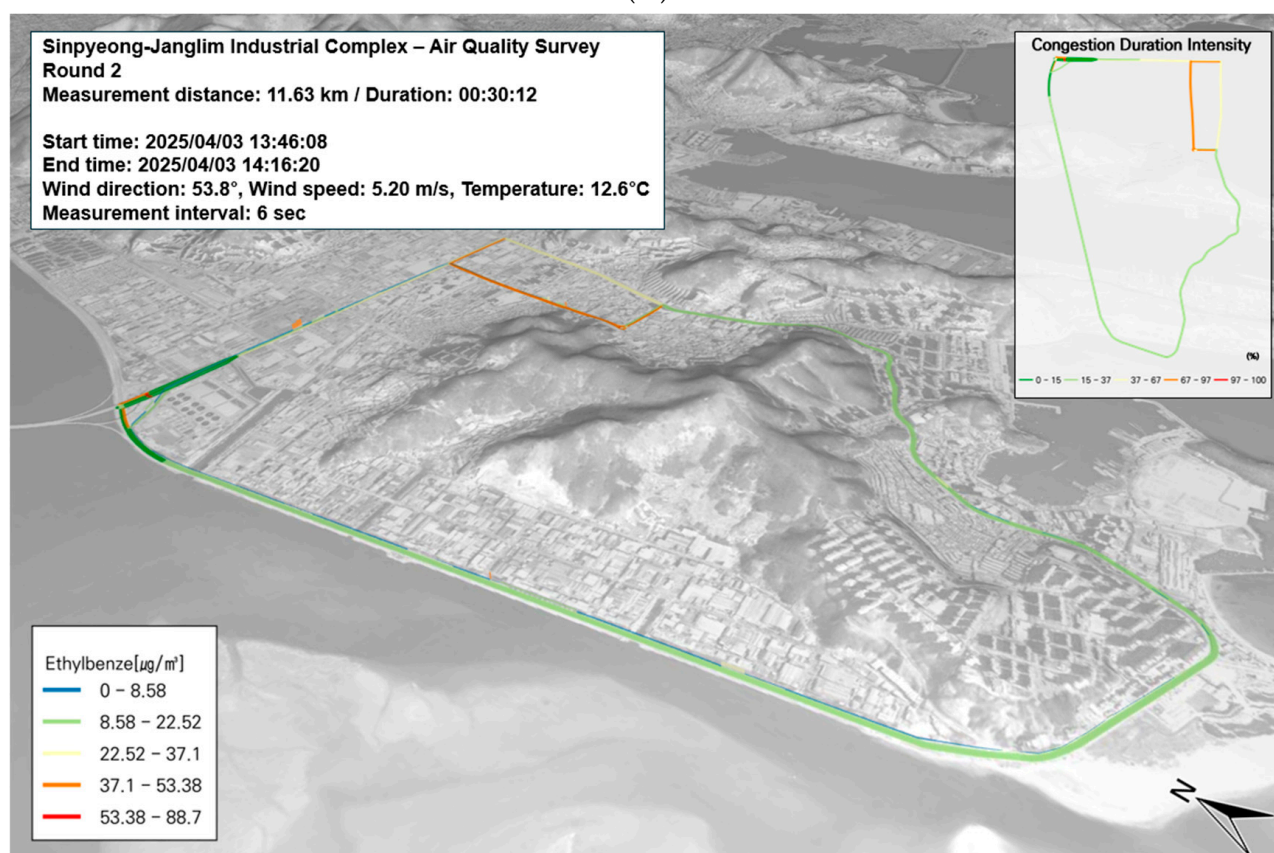 Sinpyeong-Janglim Industrial Complex – Air Quality Survey
Round 2
Measurement distance: 11.63 km / Duration: 00:30:12
Start time: 2025/04/03 13:46:08
End time: 2025/04/03 14:16:20
Wind direction: 53.8°, Wind speed: 5.20 m/s, Temperature: 12.6°C
Measurement interval: 6 sec
Congestion Duration Intensity
(%)
0 - 15 15 - 37 37 - 67 67 - 97 97 - 100
Ethylbenze[㎍/㎥]
0 - 8.58
8.58 - 22.52
22.52 - 37.1
37.1 - 53.38
53.38 - 88.7
N